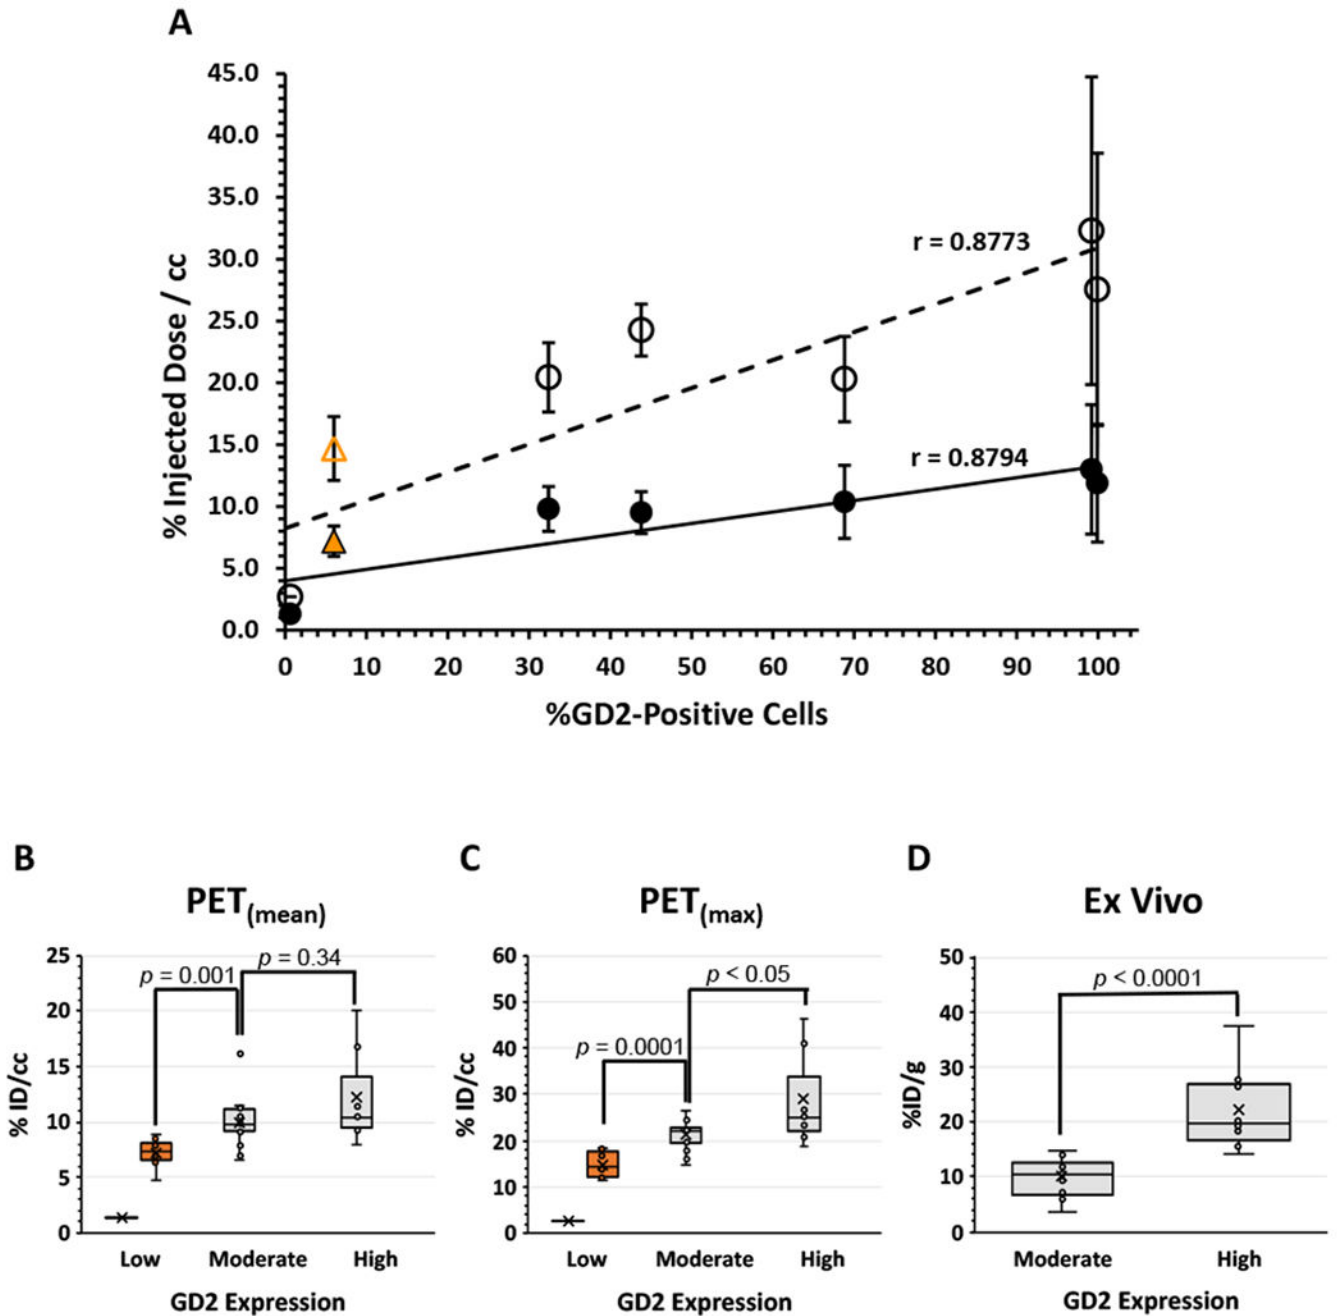 A
45.0
40.0
35.0
30.0
25.0
20.0
15.0
10.0
5.0
0.0
% Injected Dose / cc
r = 0.8773
r = 0.8794
0 10 20 30 40 50 60 70 80 90 100
%GD2-Positive Cells
B
PET(mean)
25
20
15
10
5
0
% ID/cc
p = 0.001
p = 0.34
Low Moderate High
GD2 Expression
C
PET(max)
60
50
40
30
20
10
0
% ID/cc
p = 0.0001
p < 0.05
Low Moderate High
GD2 Expression
D
Ex Vivo
50
40
30
20
10
0
%ID/g
p < 0.0001
Moderate High
GD2 Expression